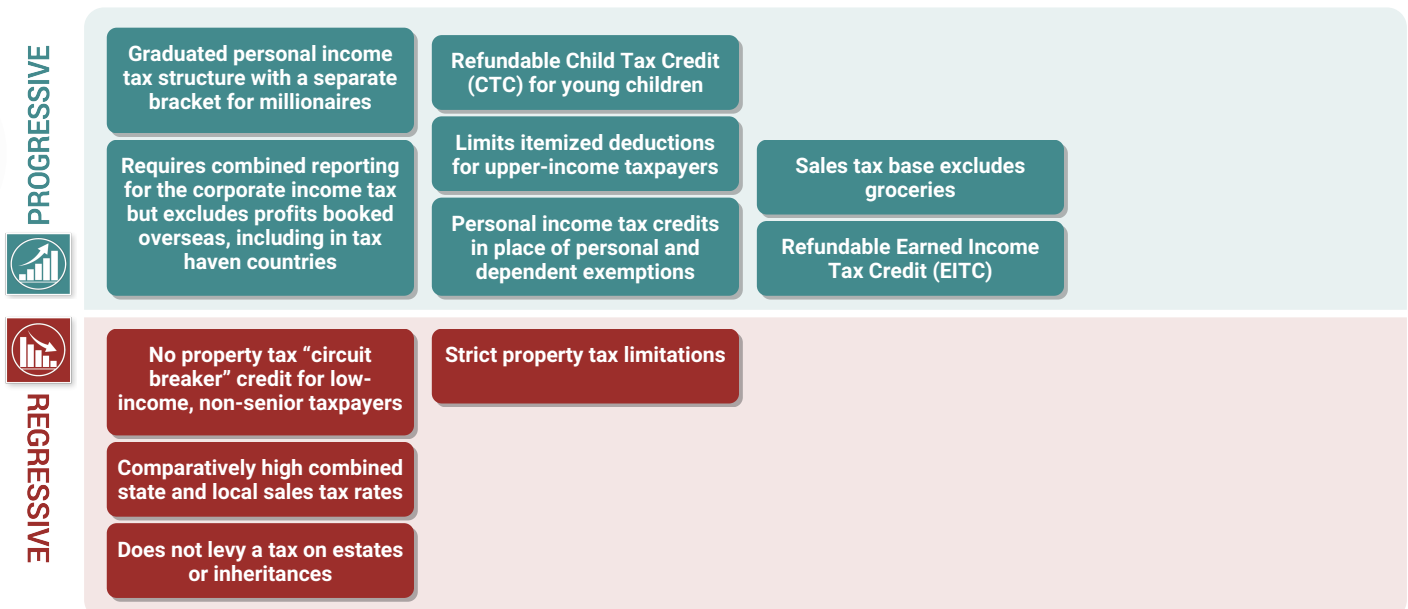 PROGRESSIVE
Graduated personal income
tax structure with a separate
bracket for millionaires
Requires combined reporting
for the corporate income tax
but excludes profits booked
overseas, including in tax
haven countries
Refundable Child Tax Credit
(CTC) for young children
Limits itemized deductions
for upper-income taxpayers
Personal income tax credits
in place of personal and
dependent exemptions
Sales tax base excludes
groceries
Refundable Earned Income
Tax Credit (EITC)
REGRESSIVE
No property tax “circuit
breaker” credit for low-
income, non-senior taxpayers
Comparatively high combined
state and local sales tax rates
Does not levy a tax on estates
or inheritances
Strict property tax limitations